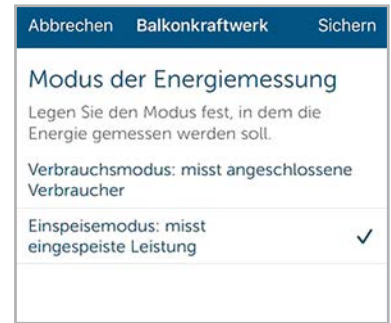 Abbrechen Balkonkraftwerk Sichern
Modus der Energiemessung
Legen Sie den Modus fest, in dem die
Energie gemessen werden soll.
Verbrauchsmodus: misst angeschlossene
Verbraucher
Einspeisemodus: misst
eingespeiste Leistung